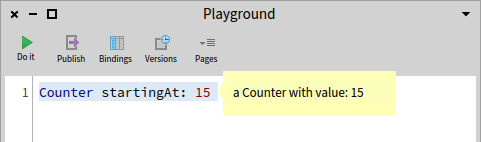 Playground
Do it Publish Bindings Versions Pages
1 Counter startingAt: 15 a Counter with value: 15